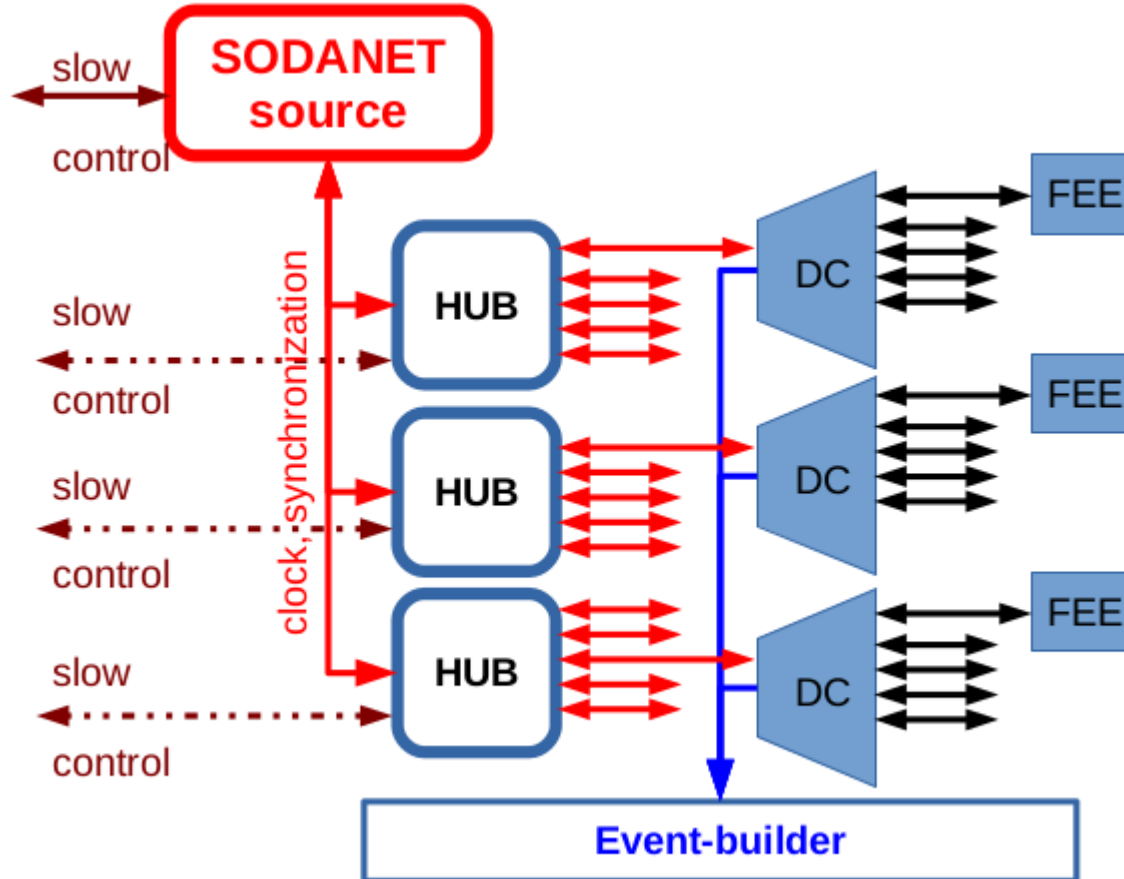 SODANET
source
slow
control
FEE
HUB
DC
slow
control
clock, synchronization
FEE
HUB
DC
slow
control
FEE
HUB
DC
slow
control
Event-builder